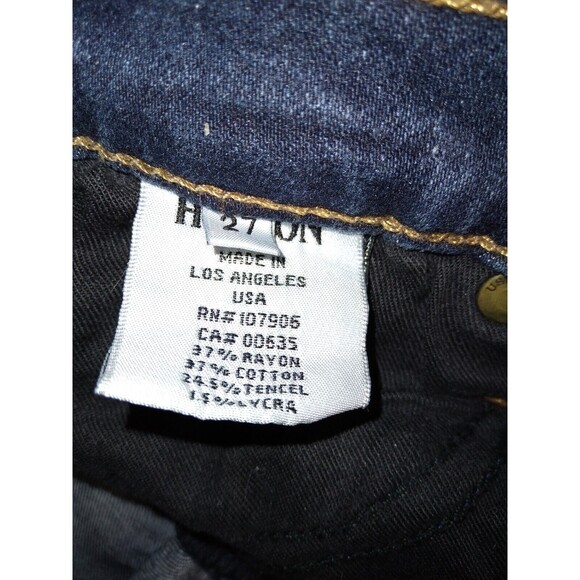 H 27 ON
MADE IN
LOS ANGELES
USA
RN#107906
CA# 00635
37% RAYON
37% COTTON
24.5% TENCEL
1.5% LYCRA